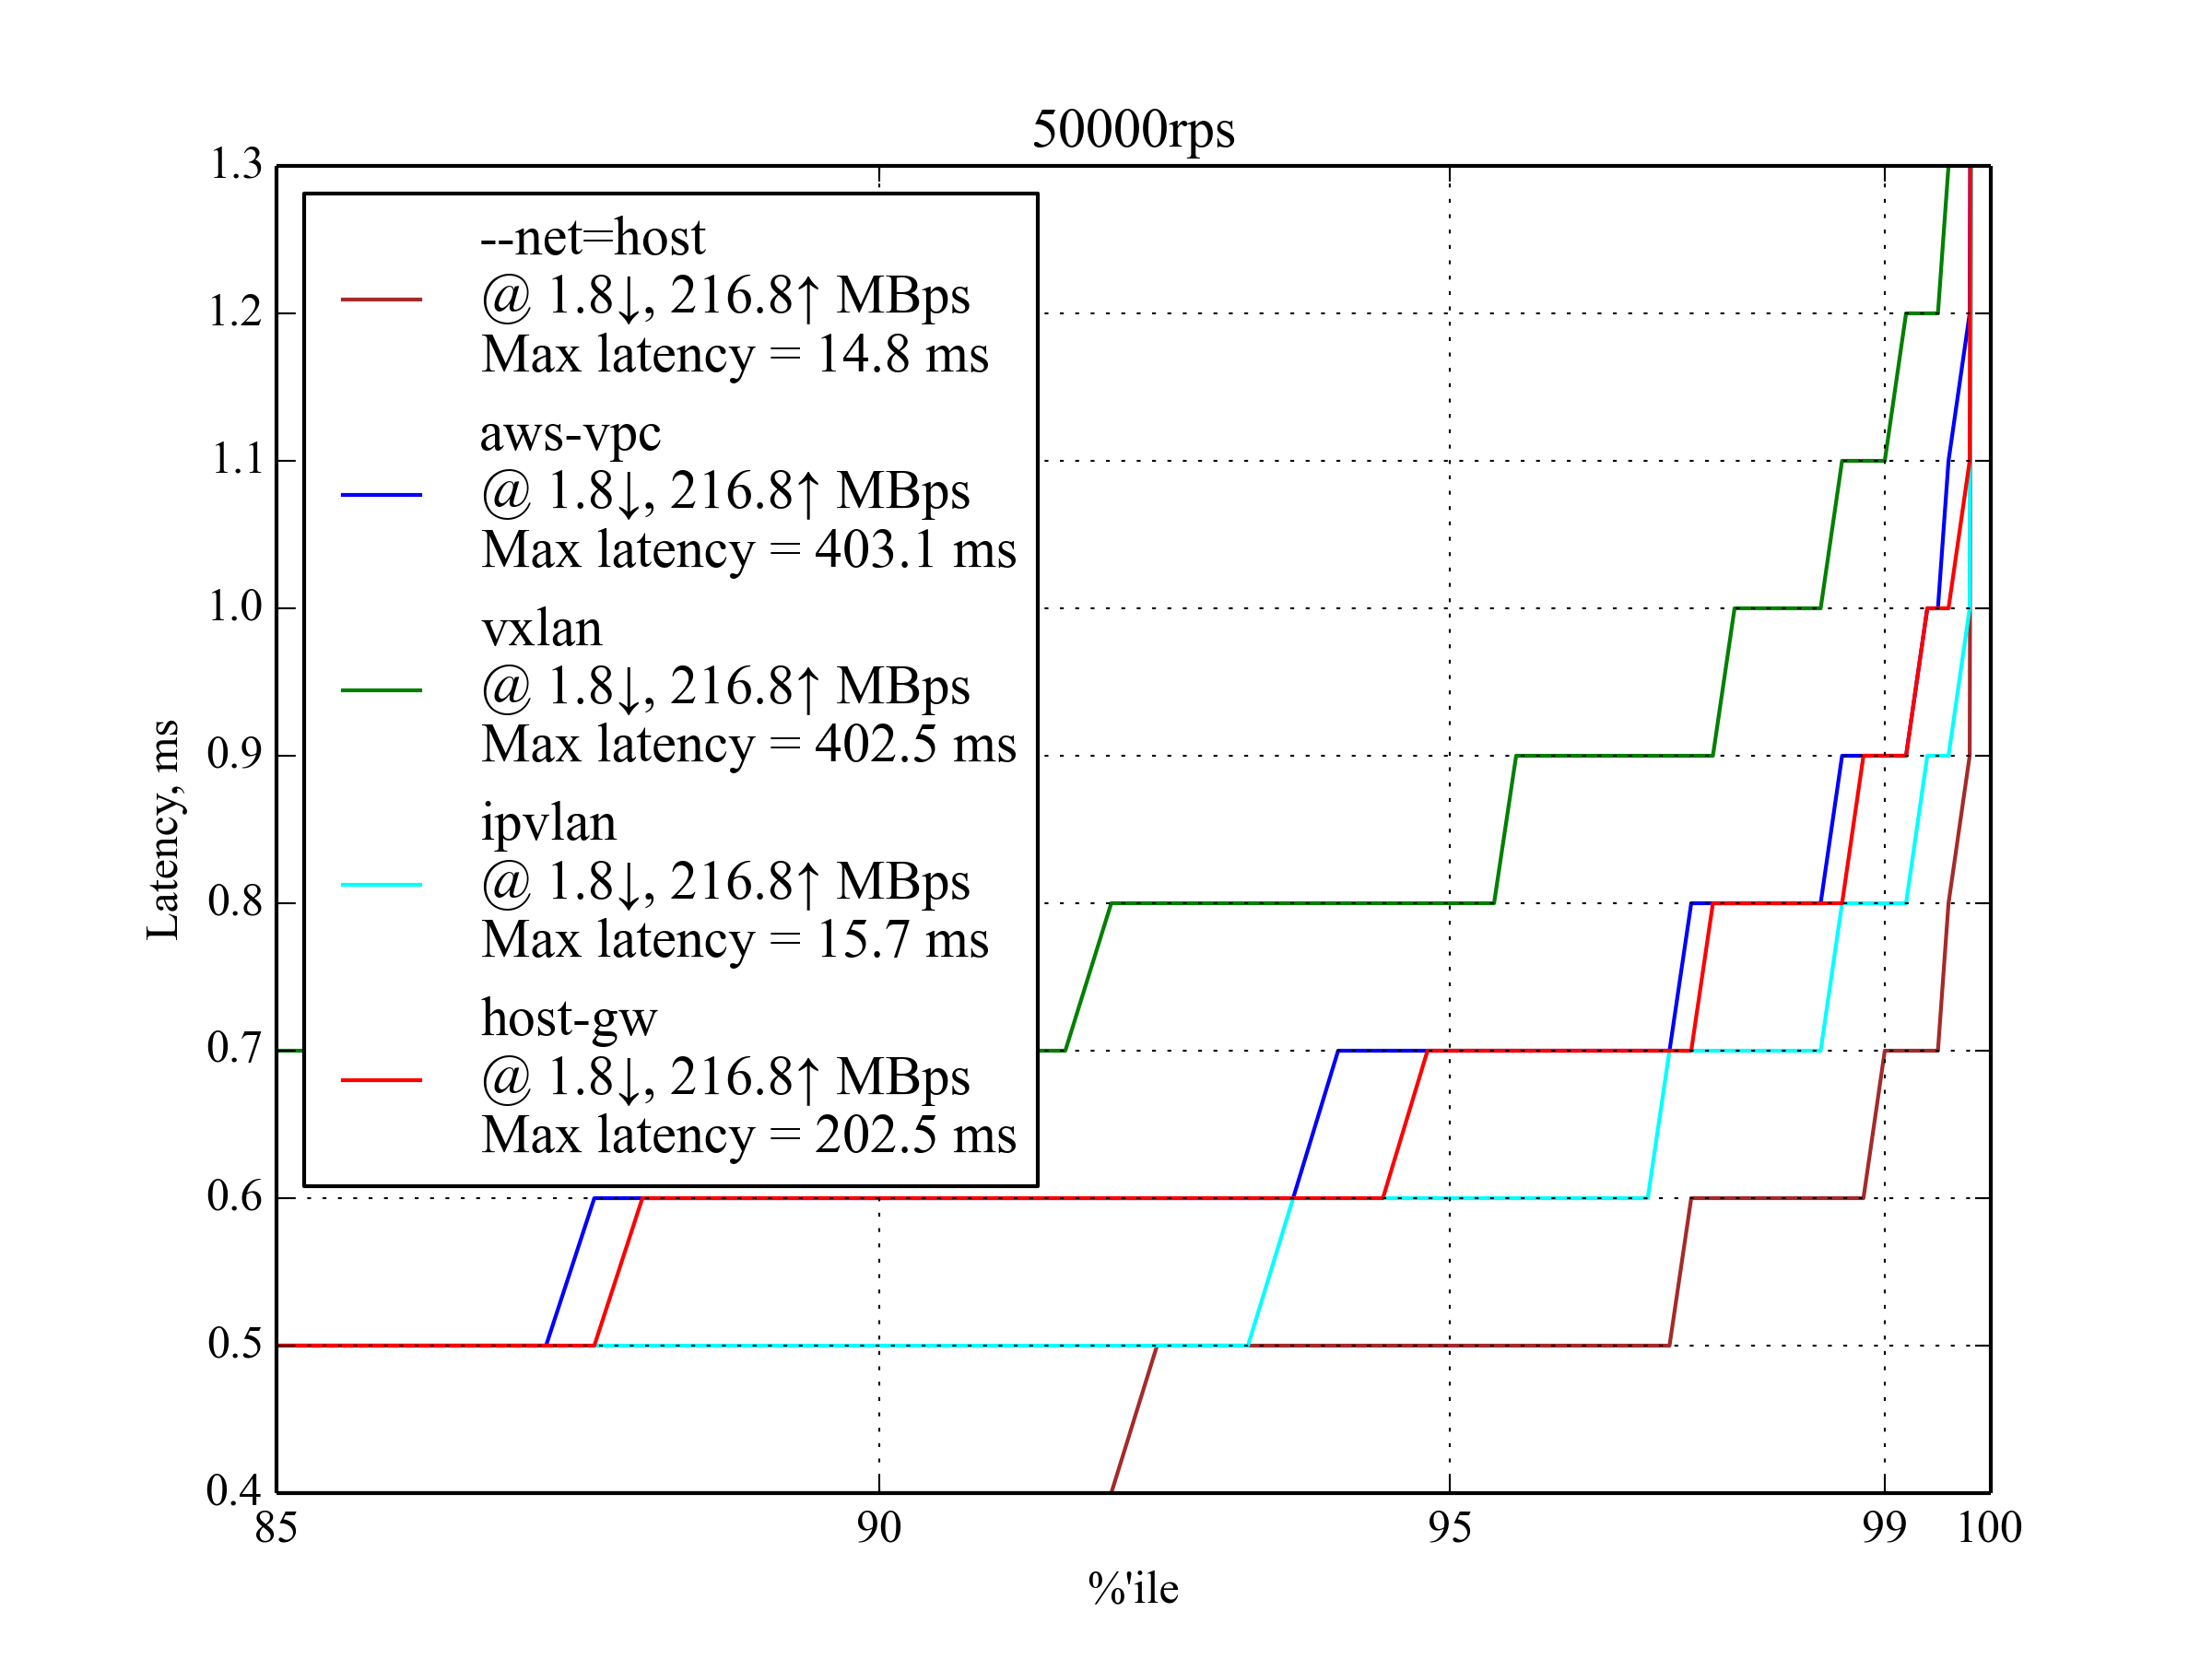 50000rps
1.3
1.2
1.1
1.0
0.9
0.8
0.7
0.6
0.5
0.4
Latency, ms
--net=host
@ 1.8↓, 216.8↑ MBps
Max latency = 14.8 ms
aws-vpc
@ 1.8↓, 216.8↑ MBps
Max latency = 403.1 ms
vxlan
@ 1.8↓, 216.8↑ MBps
Max latency = 402.5 ms
ipvlan
@ 1.8↓, 216.8↑ MBps
Max latency = 15.7 ms
host-gw
@ 1.8↓, 216.8↑ MBps
Max latency = 202.5 ms
85 90 95 99 100
%'ile